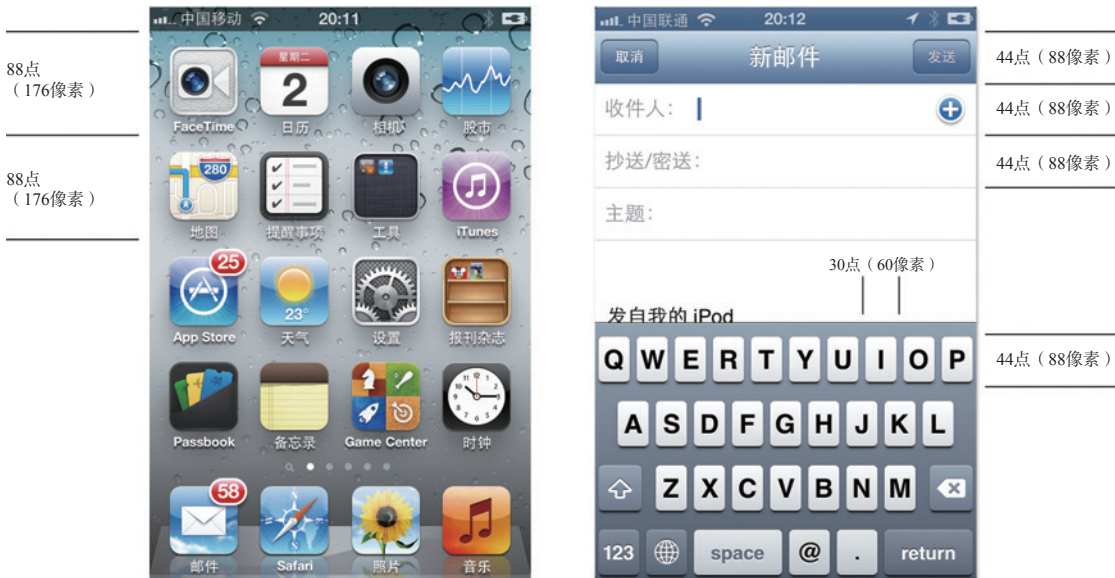 中国移动 20:11
88点
（176像素）
88点
（176像素）
星期二
2
FaceTime 日历 相机 股市
280
地图 提醒事项 工具 iTunes
25
23°
App Store 天气 设置 报刊杂志
Passbook 备忘录 Game Center 时钟
58
邮件 Safari 照片 音乐
中国联通 20:12
取消 新邮件 发送
44点（88像素）
收件人：
44点（88像素）
抄送/密送：
44点（88像素）
主题：
30点（60像素）
发自我的 iPod
Q W E R T Y U I O P
44点（88像素）
A S D F G H J K L
Z X C V B N M
123 space @ . return